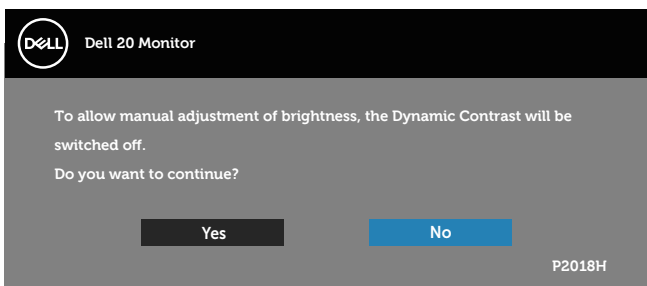 DELL
Dell 20 Monitor
To allow manual adjustment of brightness, the Dynamic Contrast will be
switched off.
Do you want to continue?
Yes
No
P2018H